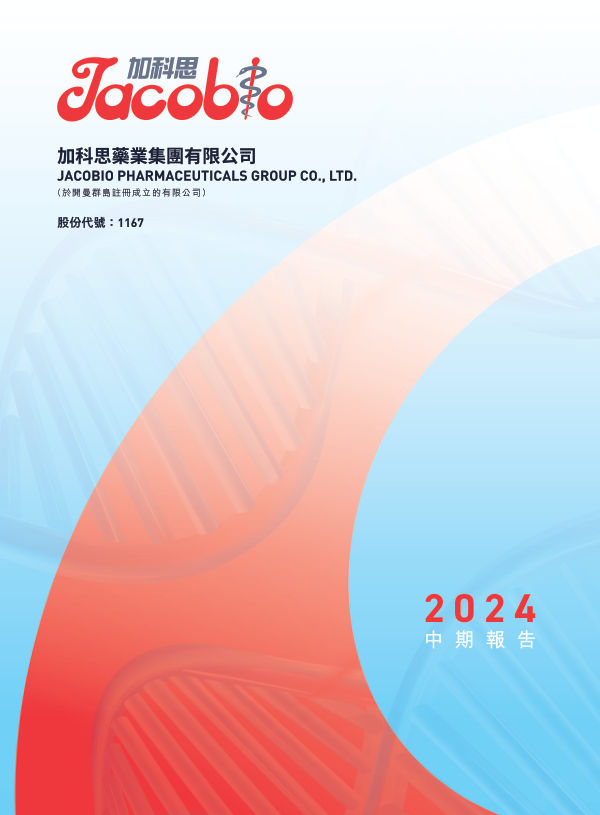 加科思
Jacobio
加科思藥業集團有限公司
JACOBIO PHARMACEUTICALS GROUP CO., LTD.
（於開曼群島註冊成立的有限公司）
股份代號：1167
2024
中期報告